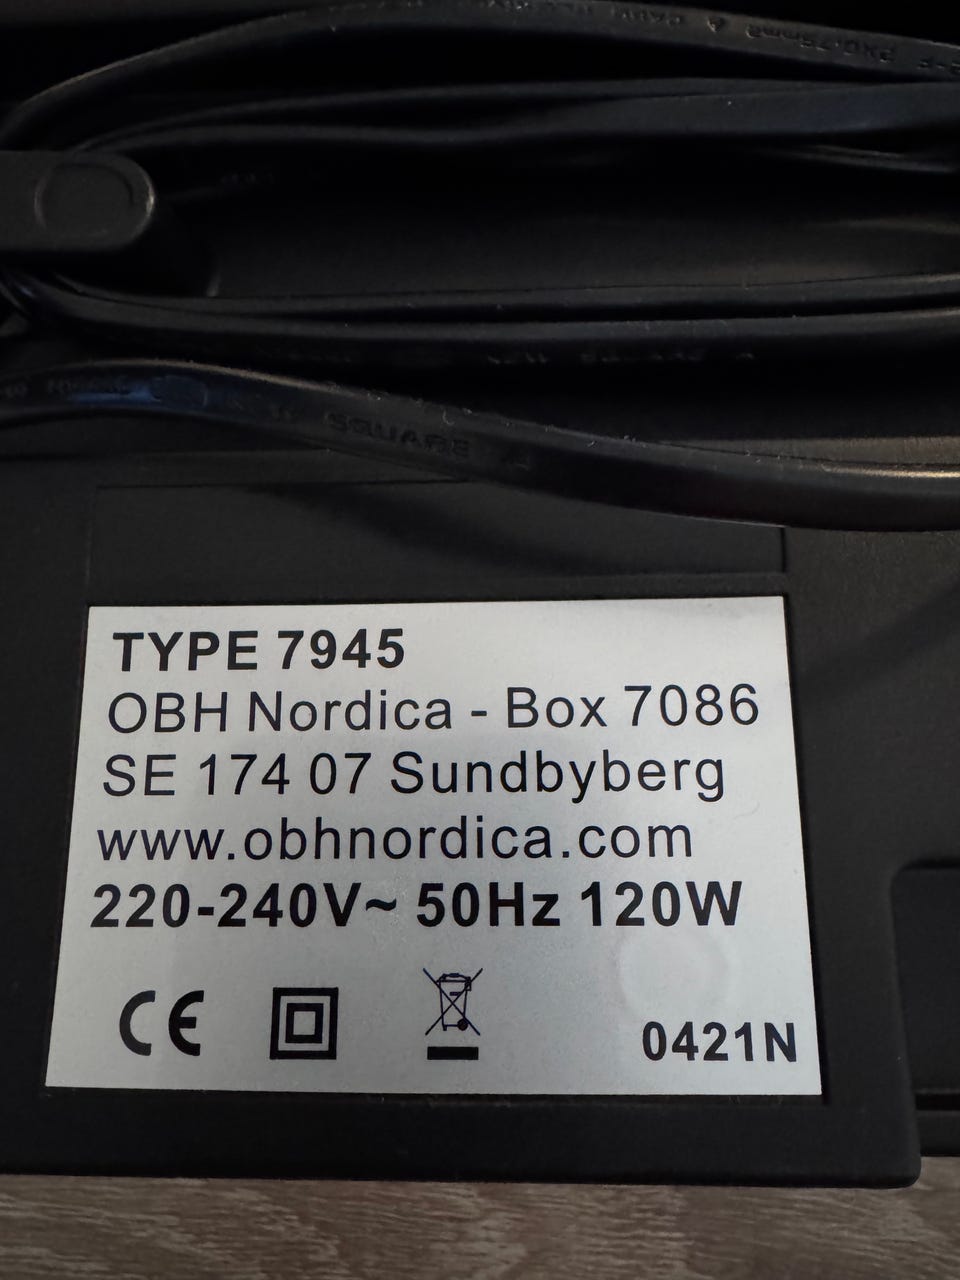 SQUARE
TYPE 7945
OBH Nordica - Box 7086
SE 174 07 Sundbyberg
www.obhnordica.com
220-240V~ 50Hz 120W
CE
0421N